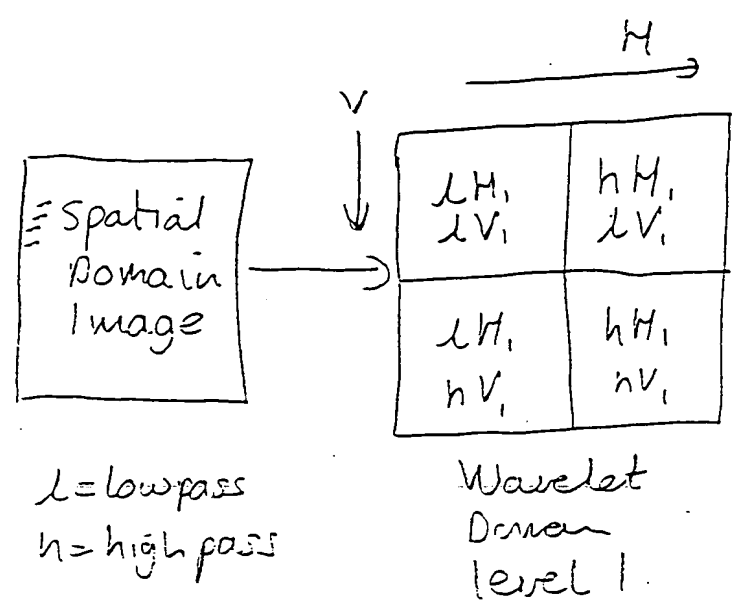 H
V
Spatial
Domain
Image
lH₁
lV₁
hH₁
lV₁
lH₁
hV₁
hH₁
hV₁
l=lowpass
h=high pass
Wavelet
Domain
level 1.